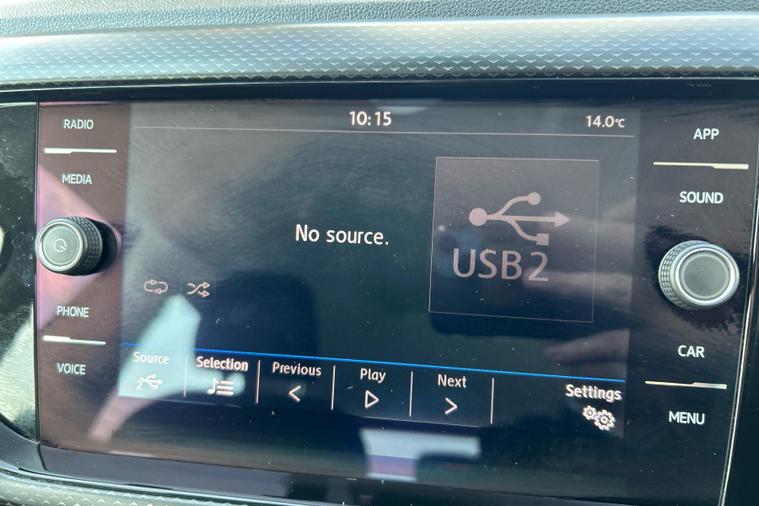 RADIO
MEDIA
PHONE
VOICE
10:15
14.0°C
No source.
USB2
Source
2
Selection
Previous
Play
Next
Settings
APP
SOUND
CAR
MENU